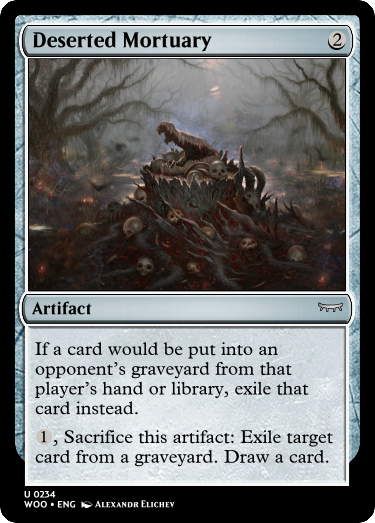 Deserted Mortuary 2
Artifact
If a card would be put into an
opponent's graveyard from that
player's hand or library, exile that
card instead.
1, Sacrifice this artifact: Exile target
card from a graveyard. Draw a card.
U 0234
WOO • ENG Alexandr Elichev